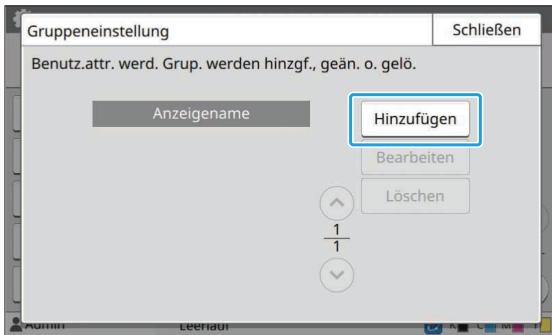 Gruppeneinstellung
Schließen
Benutz.attr. werd. Grup. werden hinzgf., geän. o. gelö.
Anzeigename
Hinzufügen
Bearbeiten
Löschen
1
1
Admin
Leerlauf
K
C
M
Y